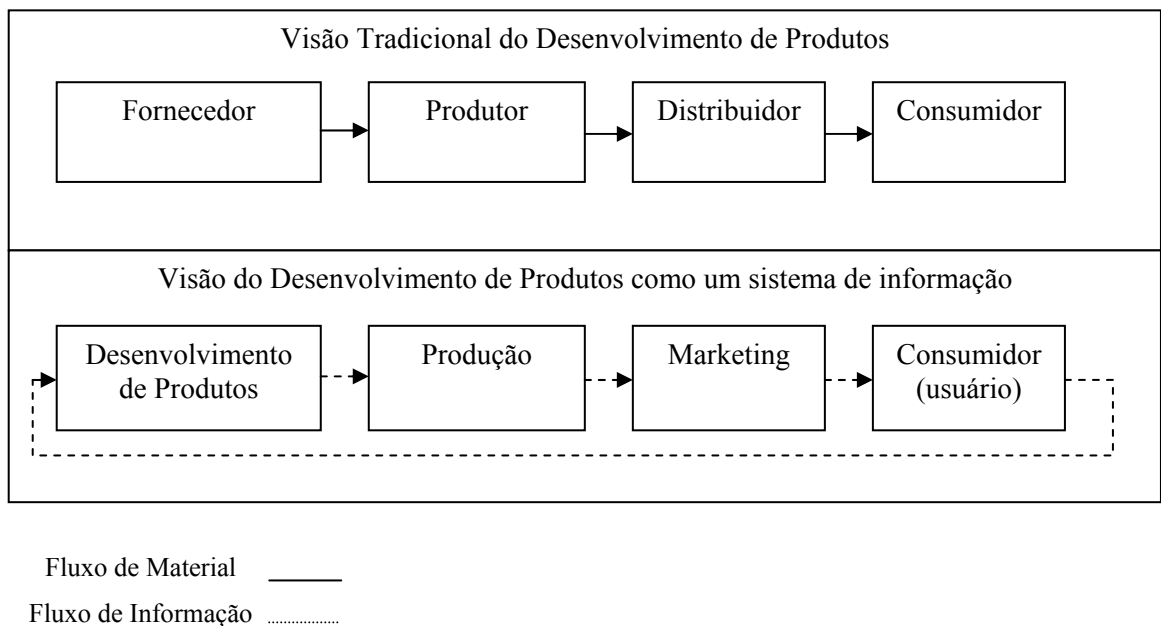 Visão Tradicional do Desenvolvimento de Produtos
Fornecedor
Produtor
Distribuidor
Consumidor
Visão do Desenvolvimento de Produtos como um sistema de informação
Desenvolvimento
de Produtos
Produção
Marketing
Consumidor
(usuário)
Fluxo de Material
Fluxo de Informação